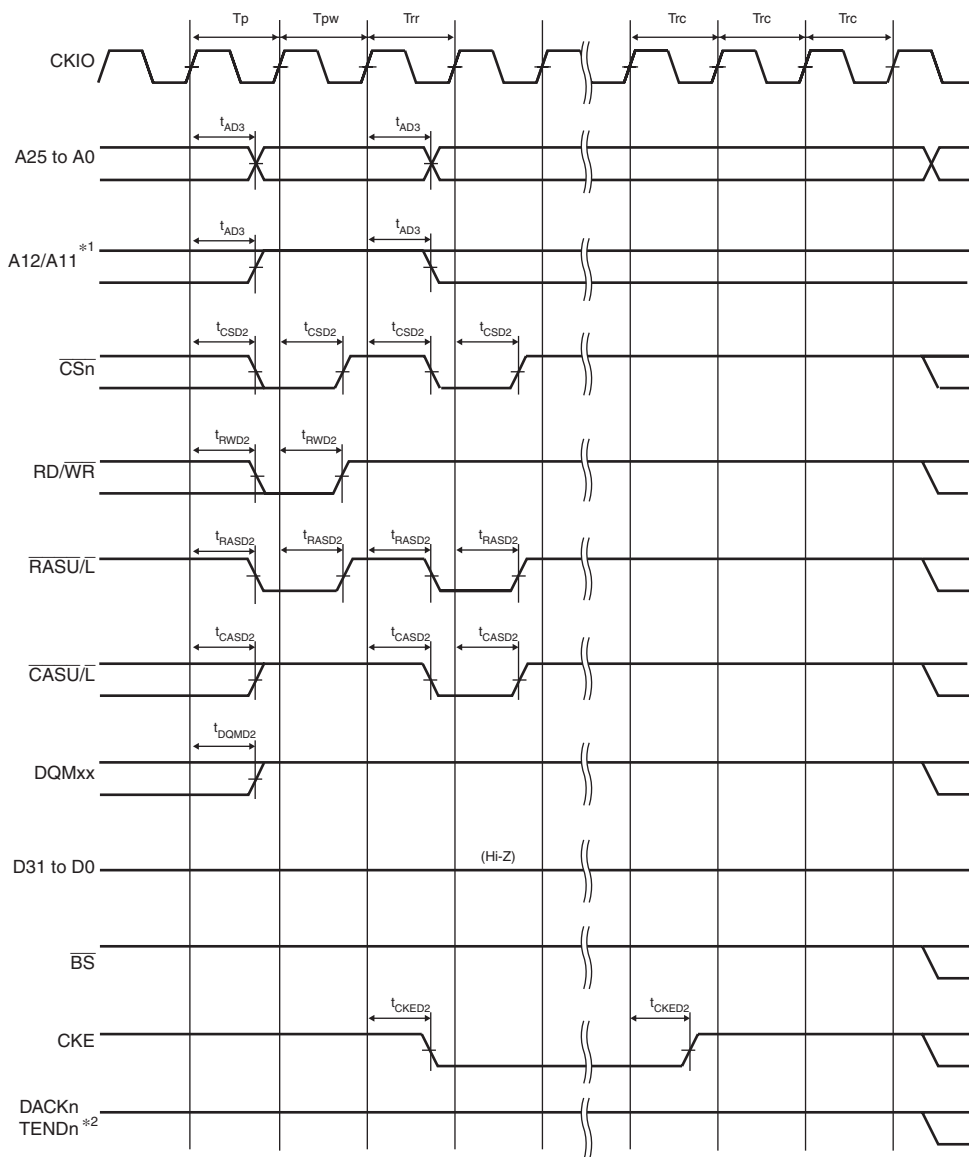 Tp Tpw Trr Trc Trc Trc
CKIO
tAD3 tAD3
A25 to A0
tAD3 tAD3
A12/A11 *1
tCSD2 tCSD2 tCSD2 tCSD2
CSn
tRWD2 tRWD2
RD/WR
tRASD2 tRASD2 tRASD2 tRASD2
RASU/L
tCASD2 tCASD2 tCASD2
CASU/L
tDQMD2
DQMxx
(Hi-Z)
D31 to D0
BS
tCKED2 tCKED2
CKE
DACKn
TENDn *2